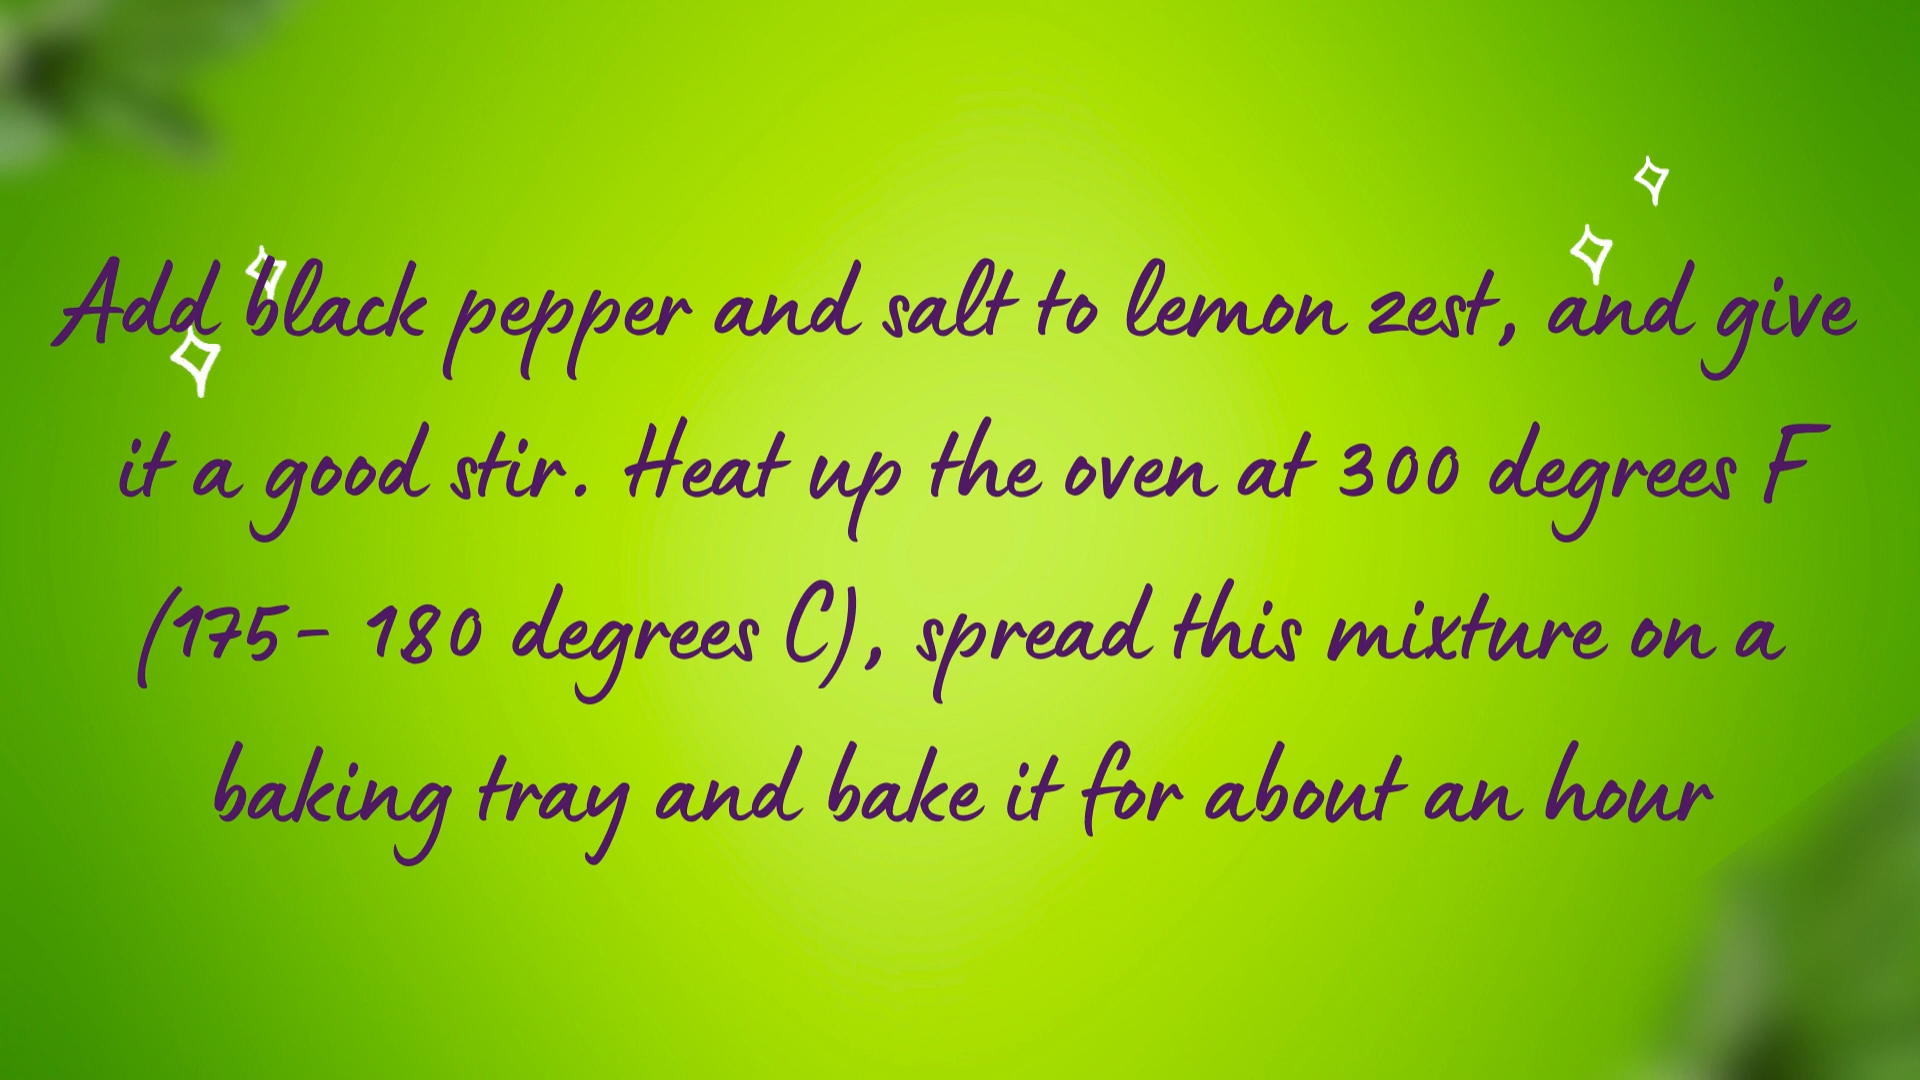 Add black pepper and salt to lemon zest, and give
it a good stir. Heat up the oven at 300 degrees F
(175- 180 degrees C), spread this mixture on a
baking tray and bake it for about an hour